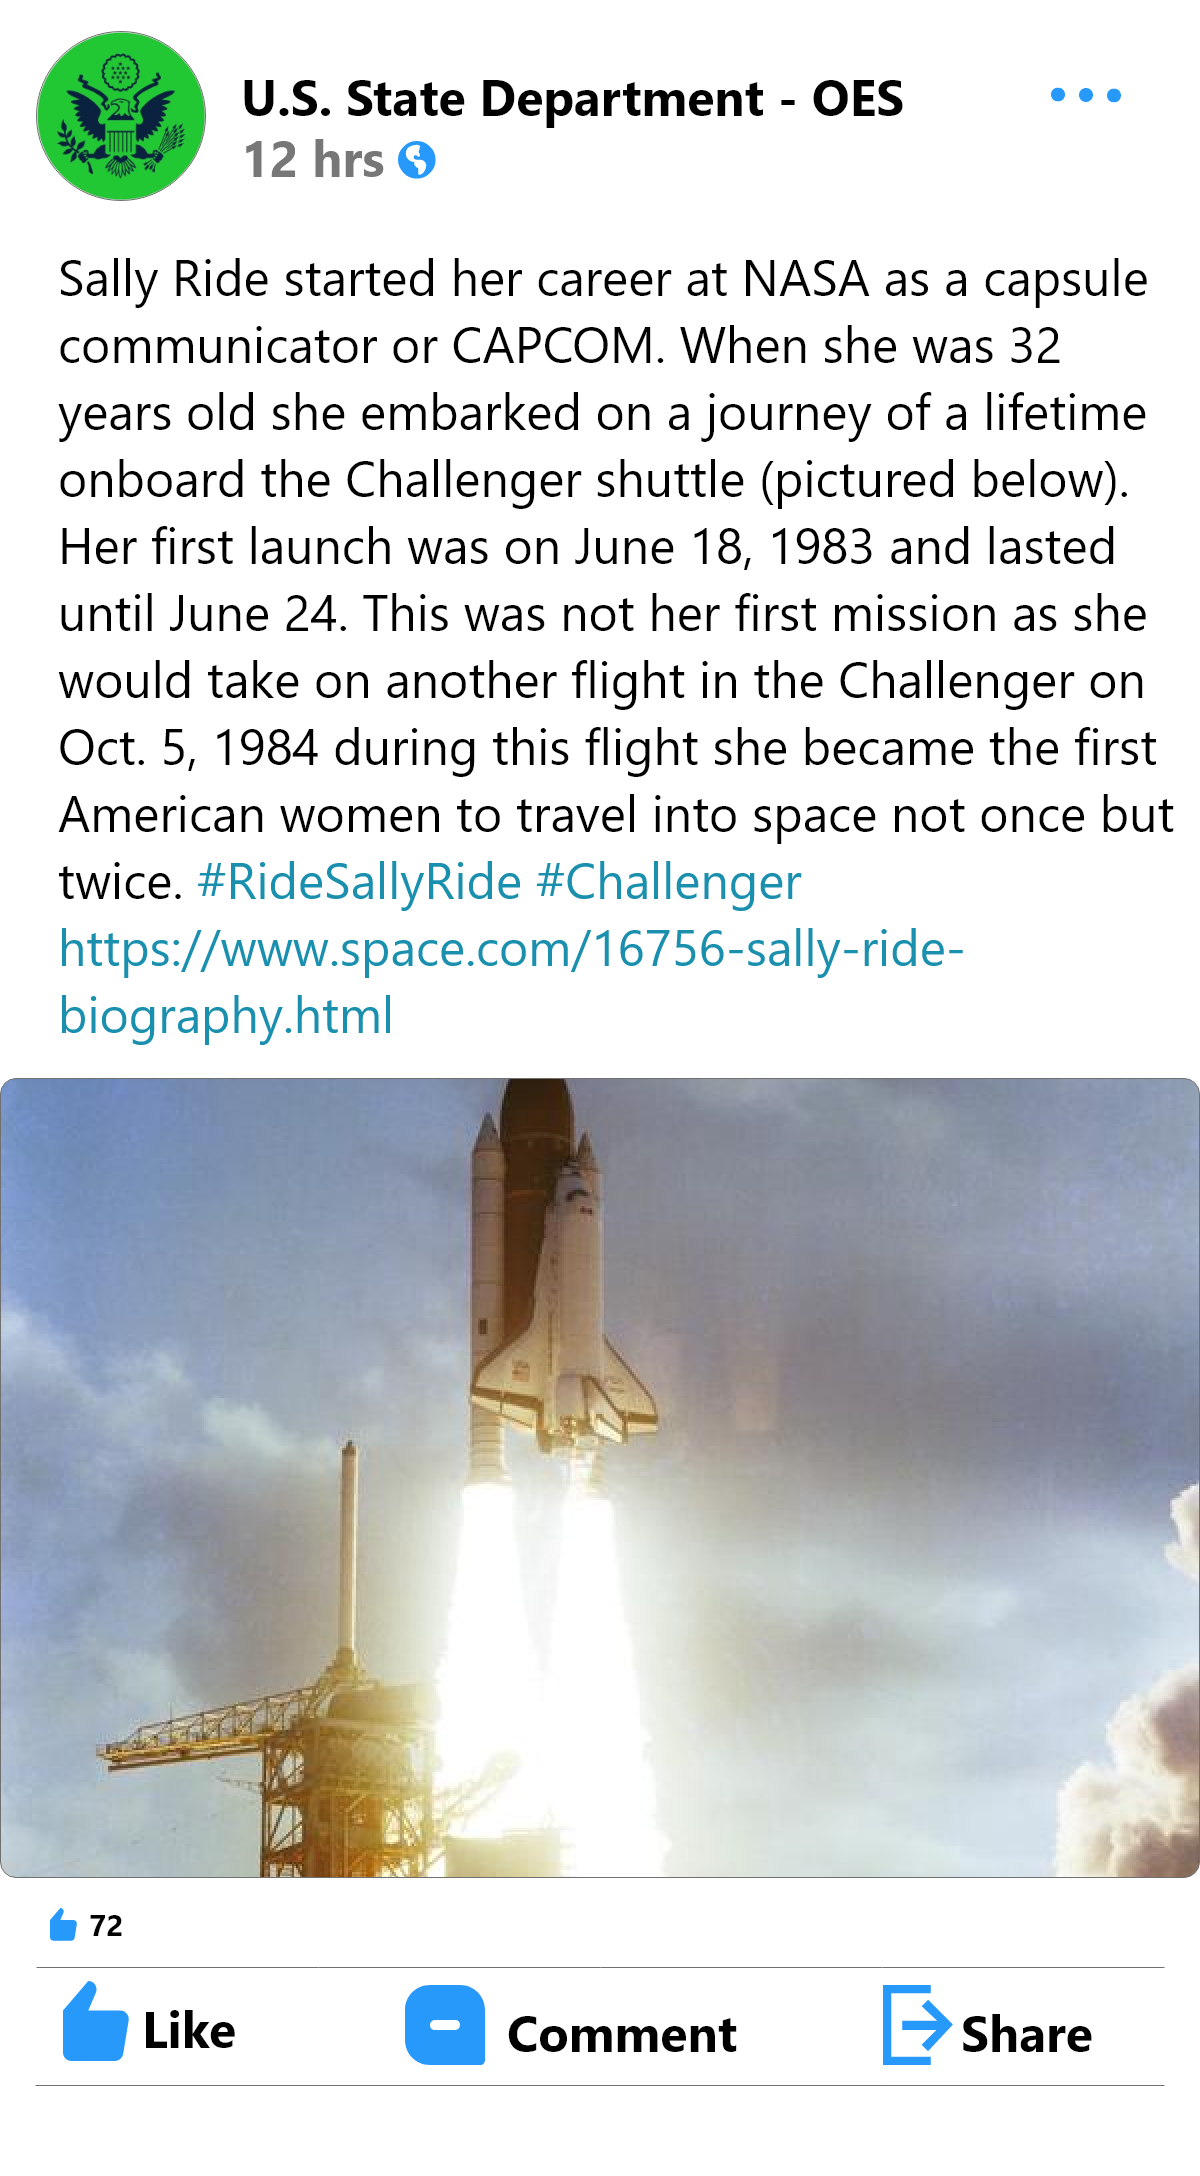 U.S. State Department - OES
12 hrs
Sally Ride started her career at NASA as a capsule
communicator or CAPCOM. When she was 32
years old she embarked on a journey of a lifetime
onboard the Challenger shuttle (pictured below).
Her first launch was on June 18, 1983 and lasted
until June 24. This was not her first mission as she
would take on another flight in the Challenger on
Oct. 5, 1984 during this flight she became the first
American women to travel into space not once but
twice. #RideSallyRide #Challenger
https://www.space.com/16756-sally-ride-
biography.html
72
Like Comment Share